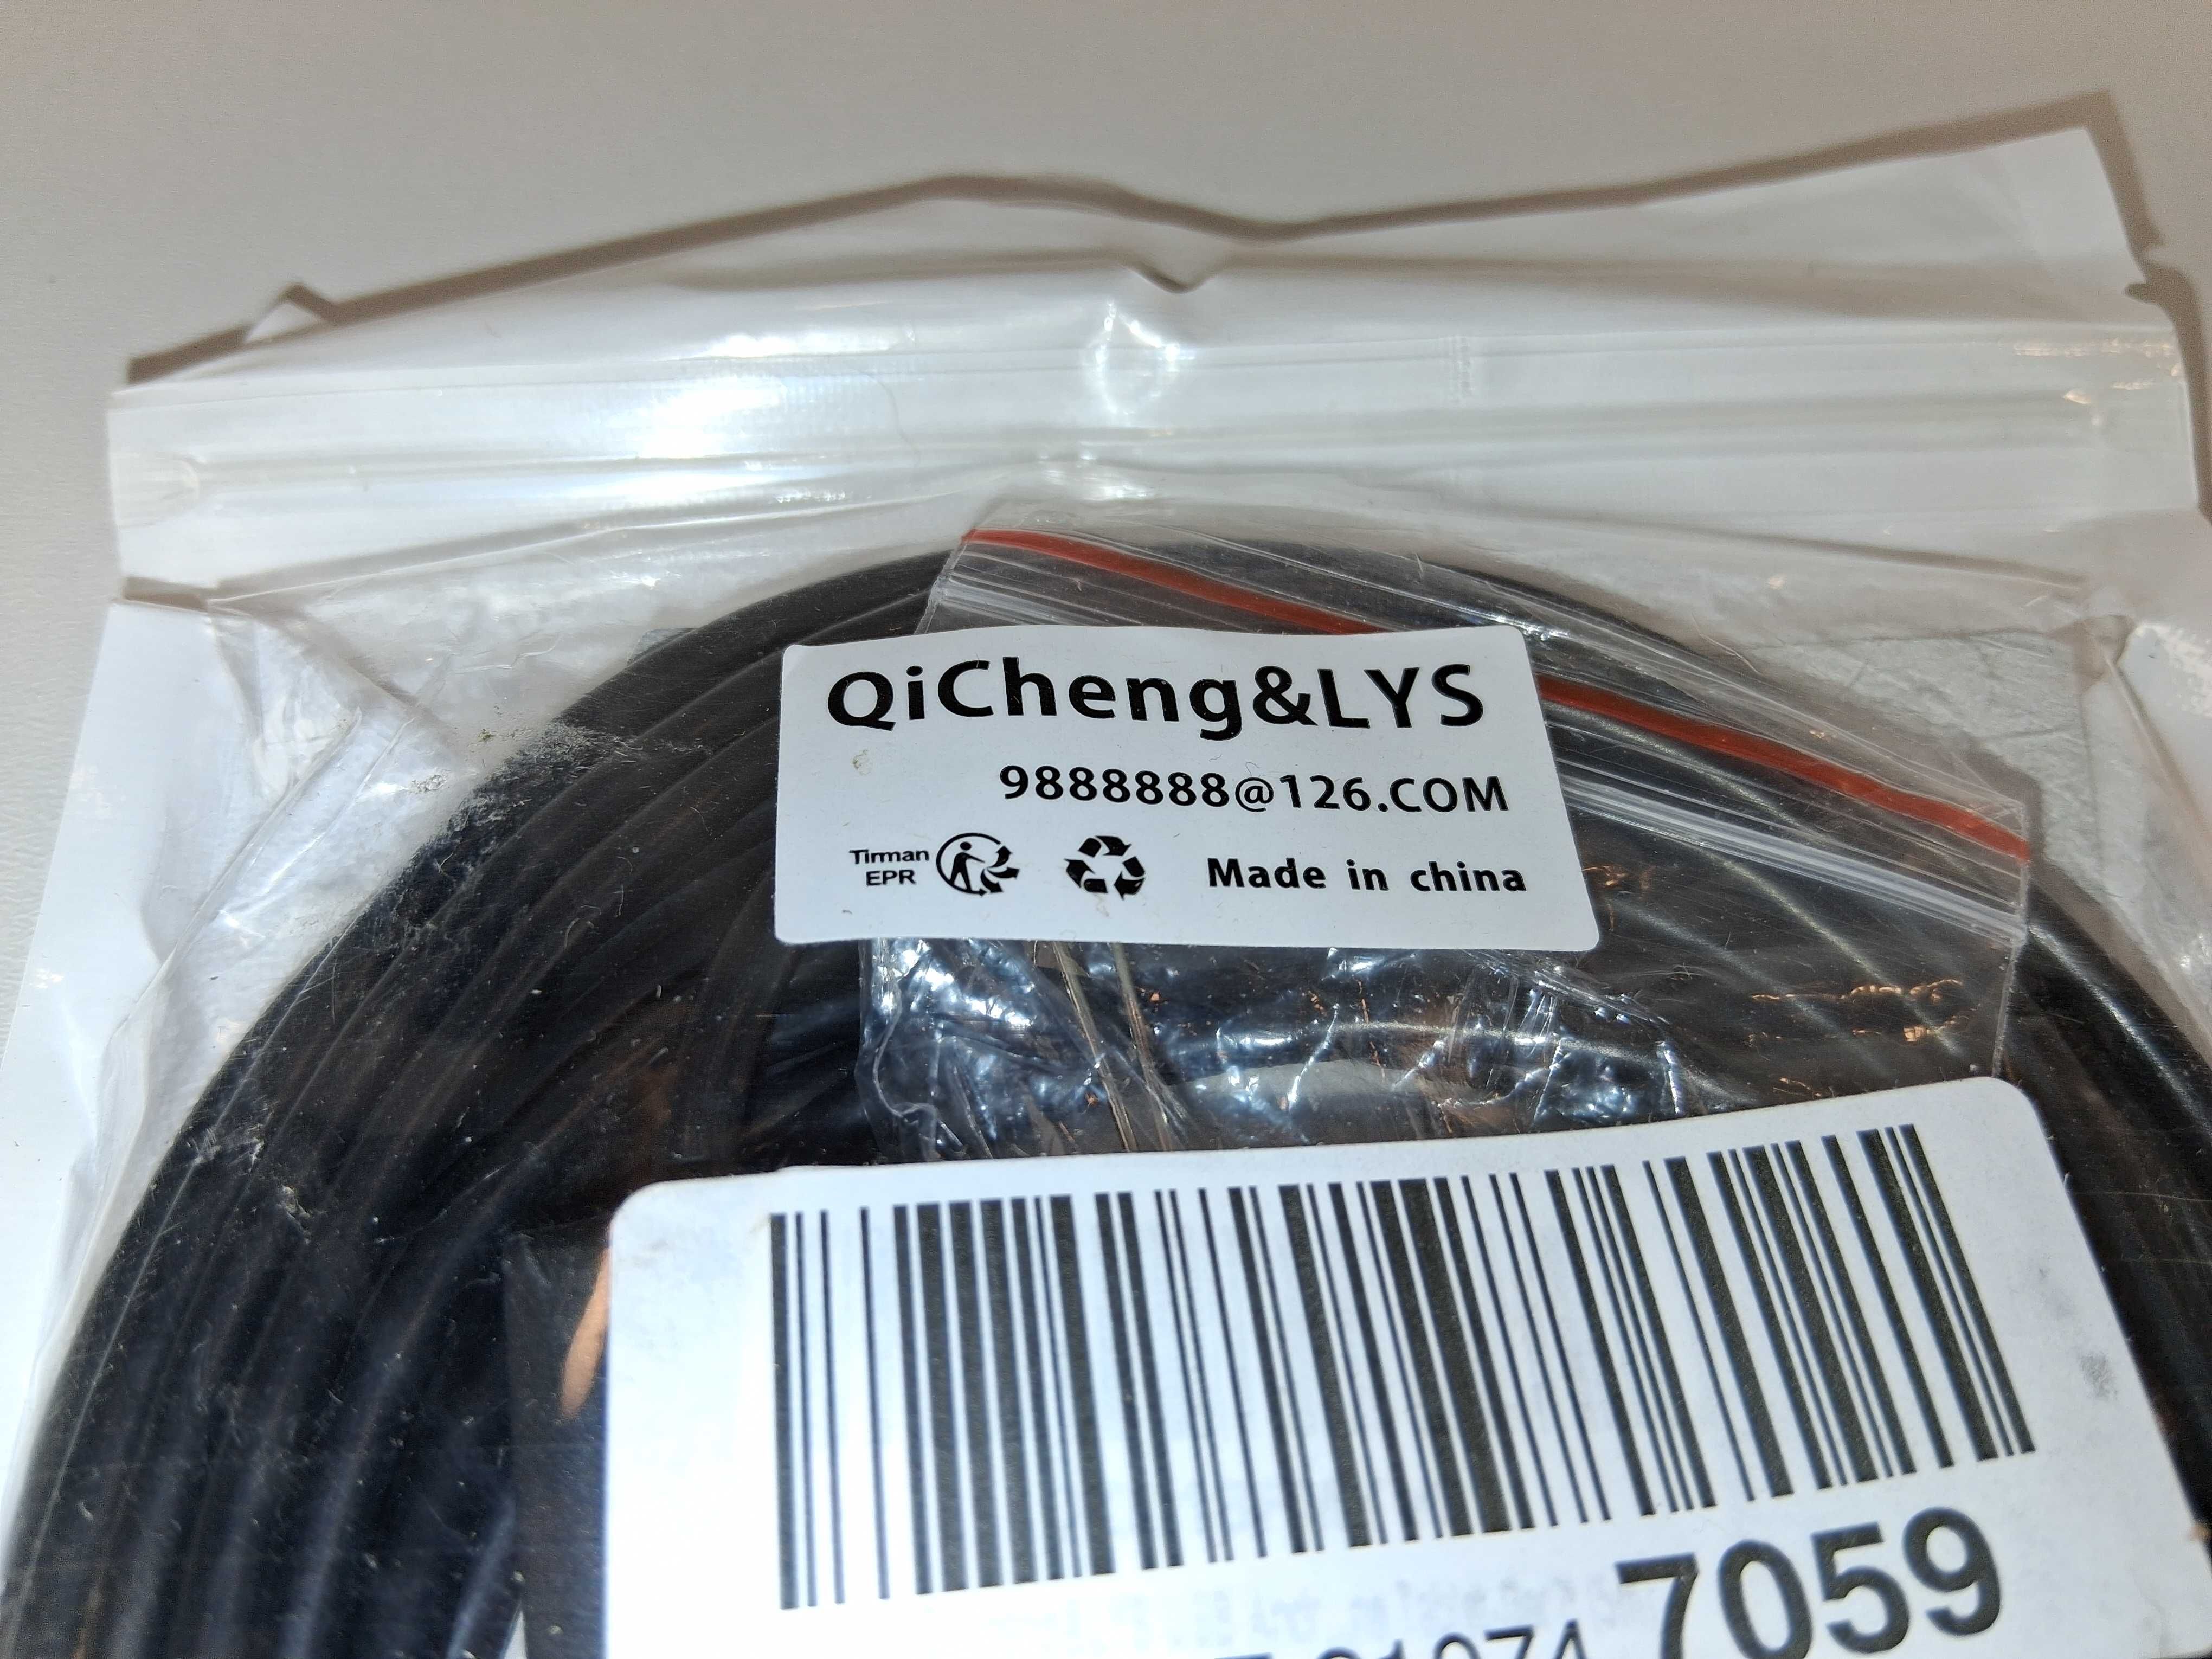 QiCheng&LYS
9888888@126.COM
Tirman
EPR
Made in china
7059